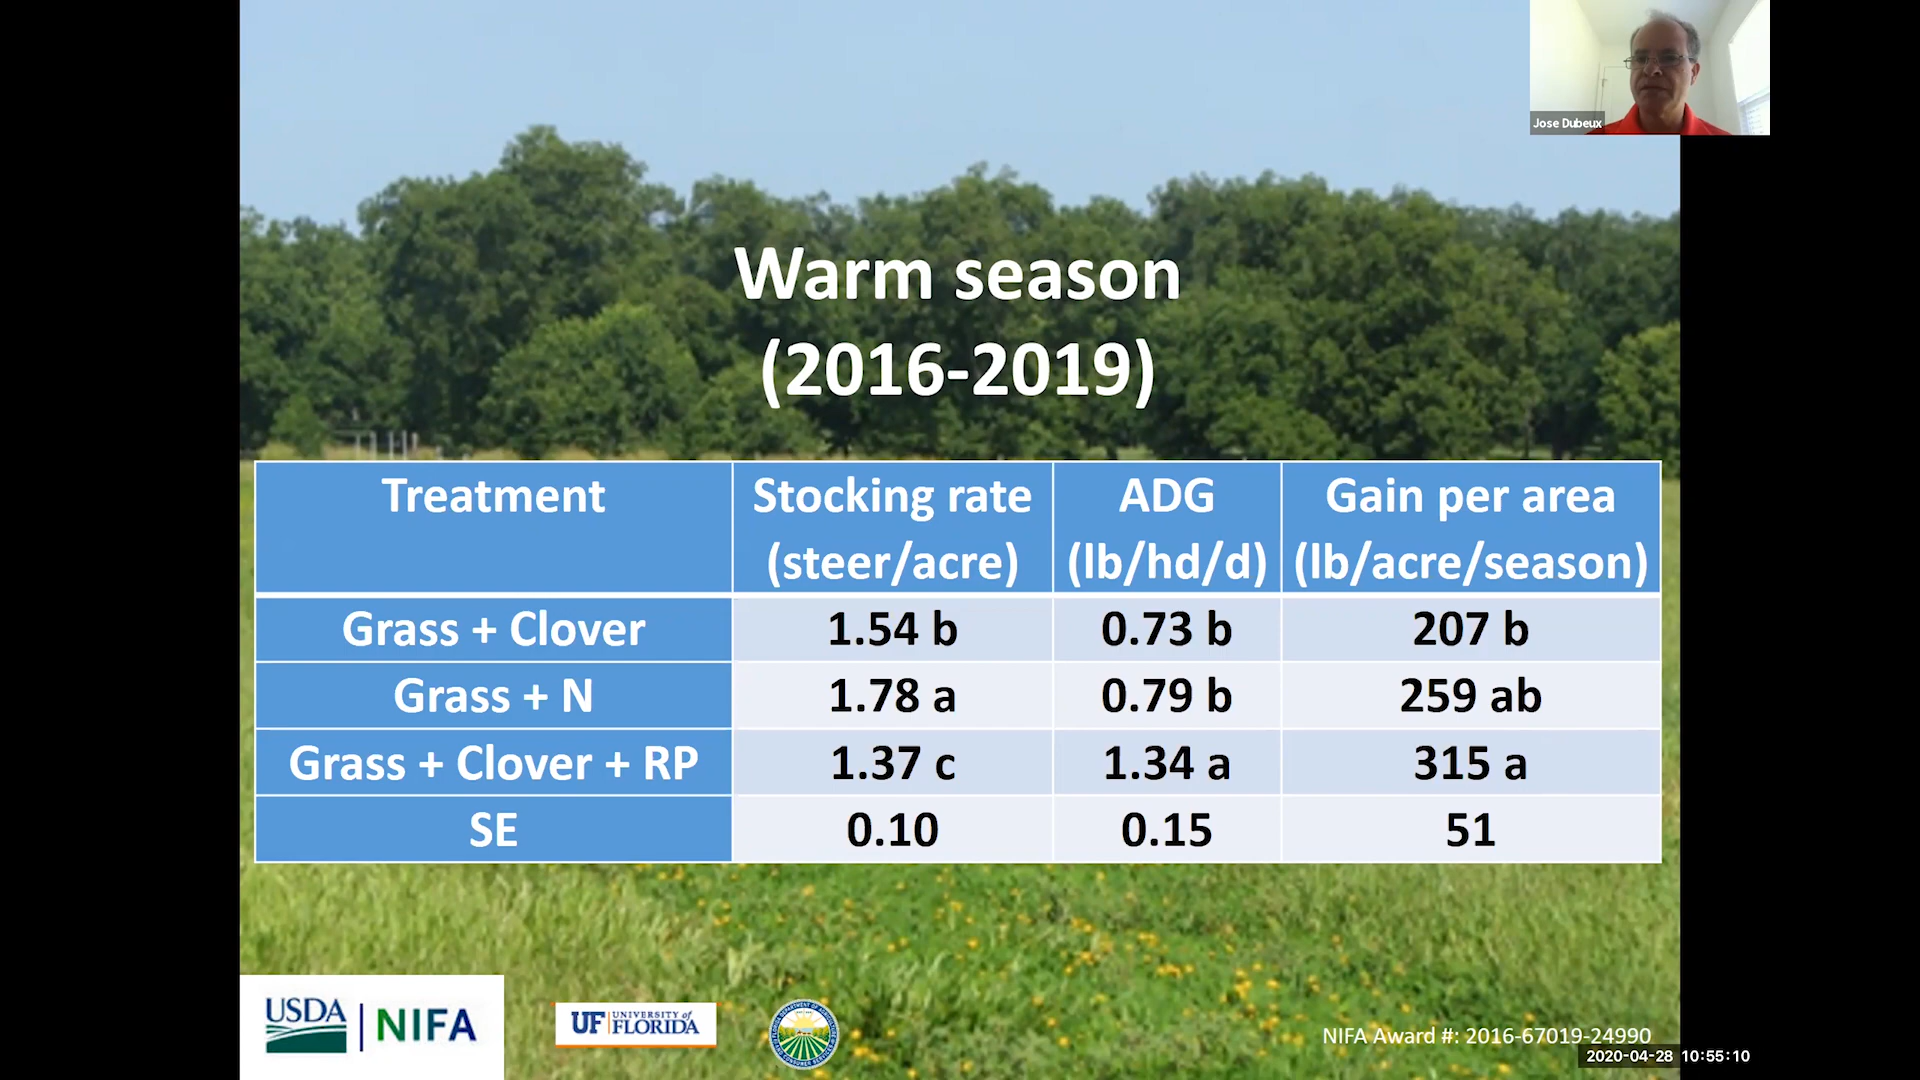 Jose Dubeux
Warm season
(2016-2019)
Treatment
Stocking rate
(steer/acre)
ADG
(lb/hd/d)
Gain per area
(lb/acre/season)
Grass + Clover
1.54 b
0.73 b
207 b
Grass + N
1.78 a
0.79 b
259 ab
Grass + Clover + RP
1.37 c
1.34 a
315 a
SE
0.10
0.15
51
USDA
NIFA
UF
UNIVERSITY of
FLORIDA
NIFA Award #: 2016-67019-24990
2020-04-28 10:55:10